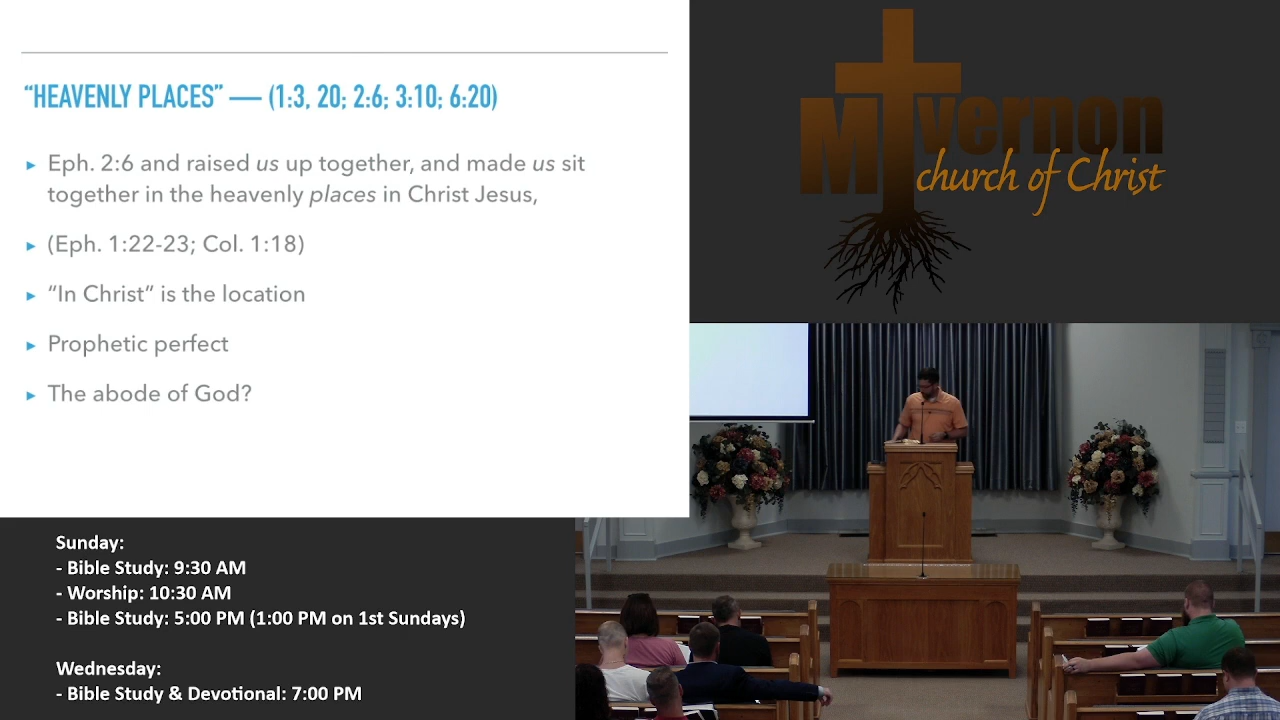 “HEAVENLY PLACES” — (1:3, 20; 2:6; 3:10; 6:20)
▸ Eph. 2:6 and raised us up together, and made us sit
together in the heavenly places in Christ Jesus,
▸ (Eph. 1:22-23; Col. 1:18)
▸ “In Christ” is the location
▸ Prophetic perfect
▸ The abode of God?
Mt vernon
church of Christ
Sunday:
- Bible Study: 9:30 AM
- Worship: 10:30 AM
- Bible Study: 5:00 PM (1:00 PM on 1st Sundays)
Wednesday:
- Bible Study & Devotional: 7:00 PM